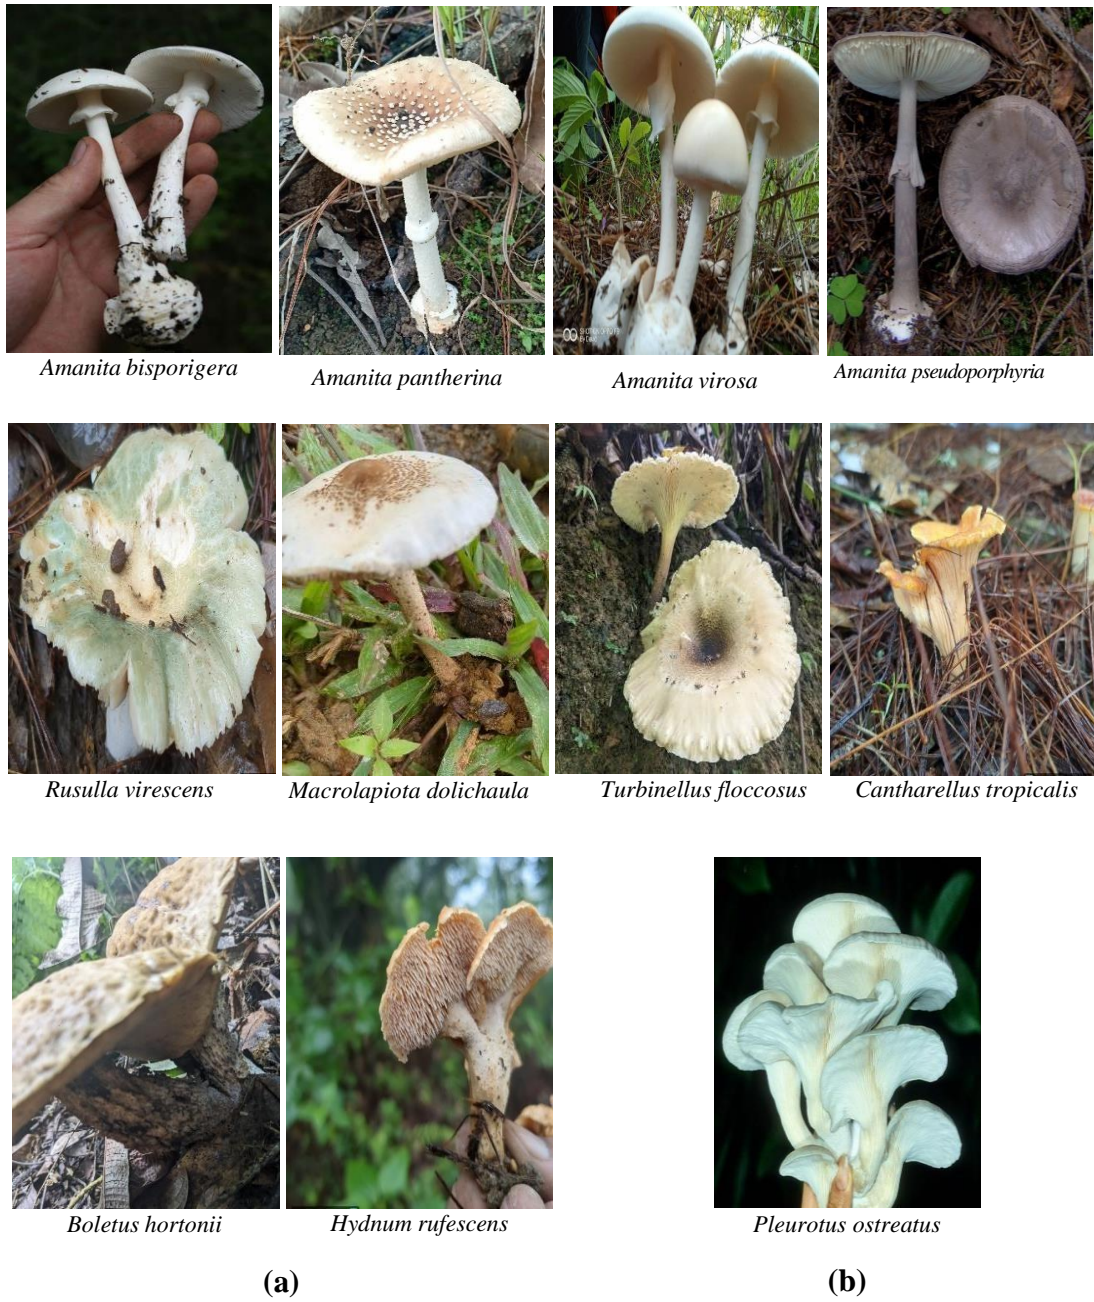 Amanita bisporigera
Amanita pantherina
Amanita virosa
Amanita pseudoporphyria
Rusulla virescens
Macrolapiota dolichaula
Turbinellus floccosus
Cantharellus tropicalis
Boletus hortonii
Hydnum rufescens
Pleurotus ostreatus
(a)
(b)